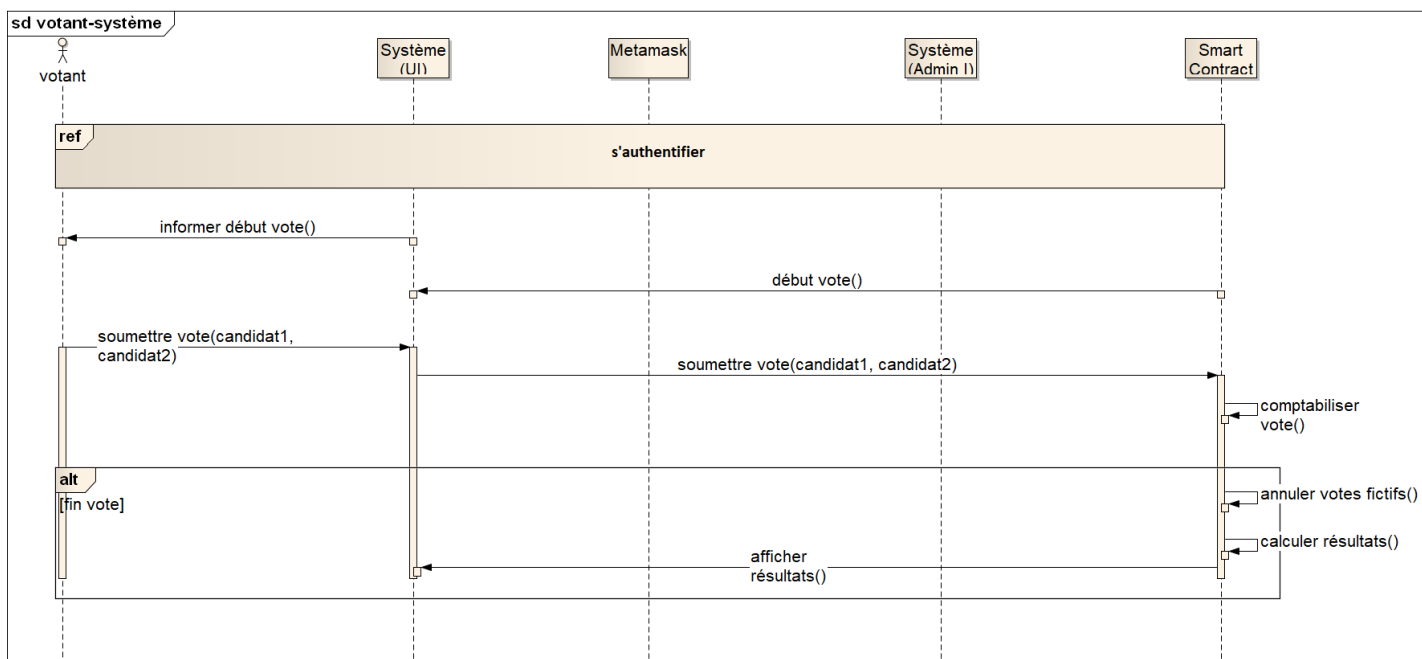 sd votant-système
votant
Système
(UI)
Metamask
Système
(Admin I)
Smart
Contract
ref
s'authentifier
informer début vote()
début vote()
soumettre vote(candidat1,
candidat2)
soumettre vote(candidat1, candidat2)
comptabiliser
vote()
alt
[fin vote]
annuler votes fictifs()
calculer résultats()
afficher
résultats()